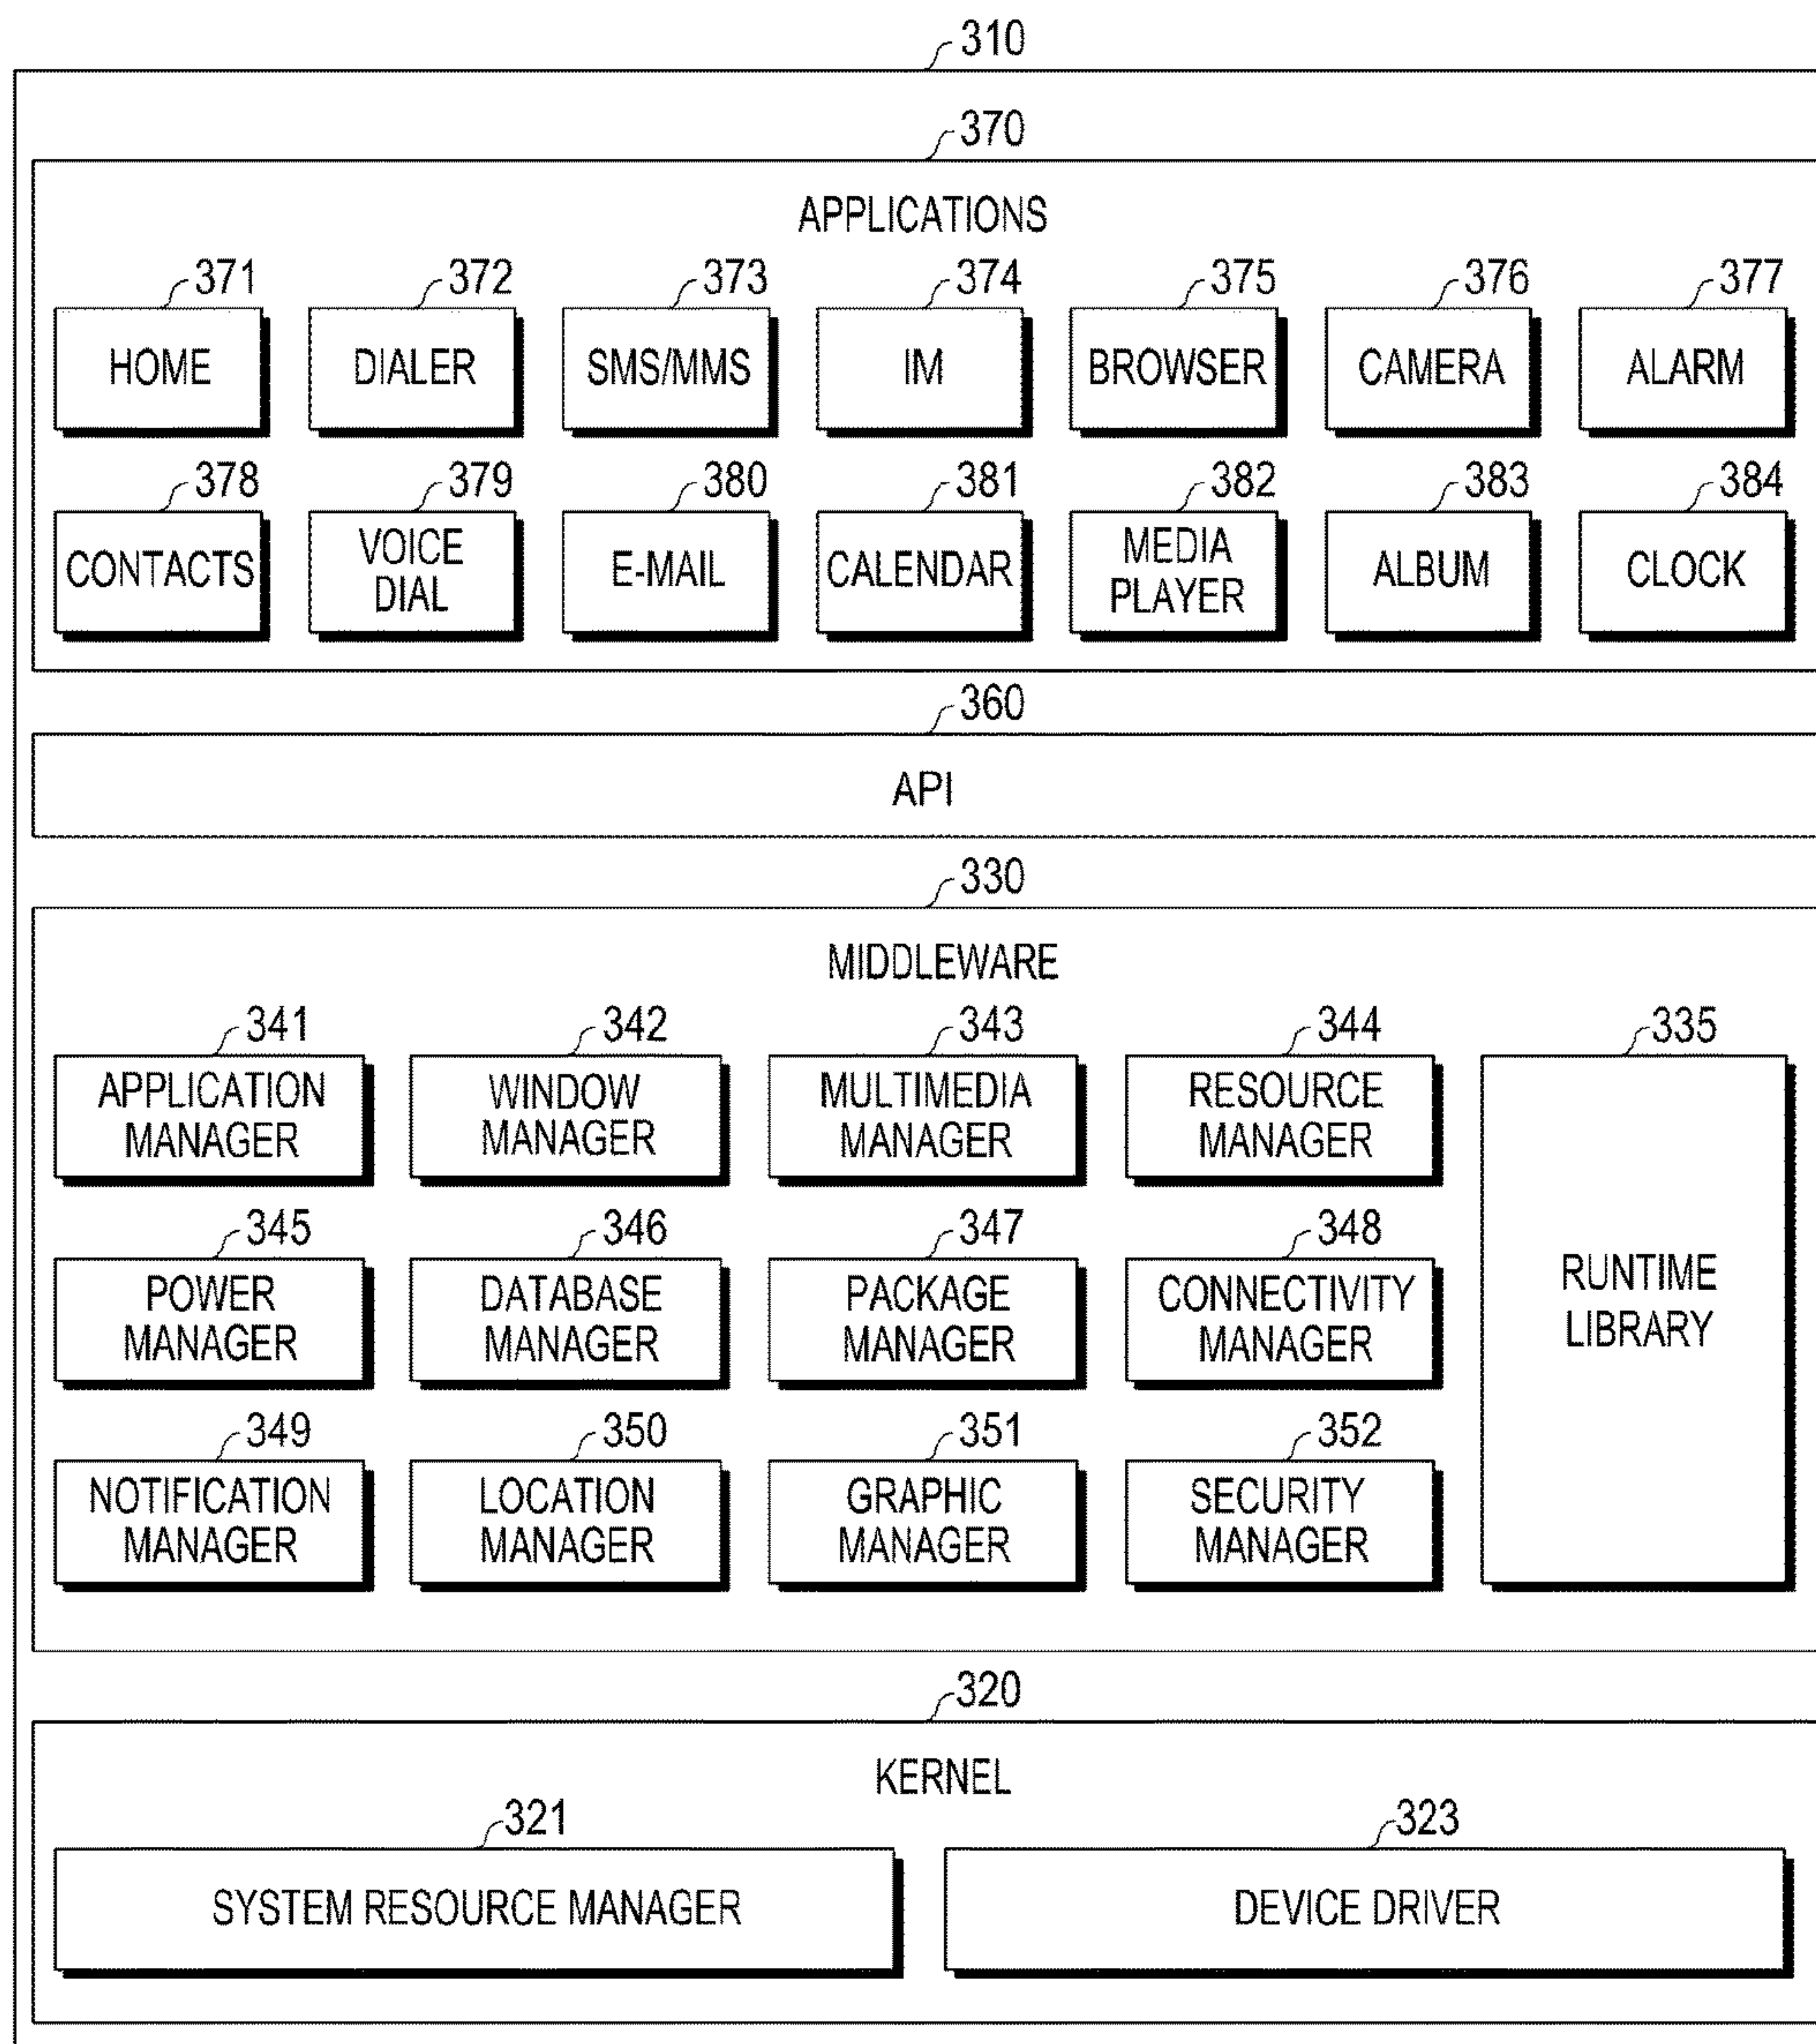 310
370
APPLICATIONS
371 372 373 374 375 376 377
HOME DIALER SMS/MMS IM BROWSER CAMERA ALARM
378 379 380 381 382 383 384
CONTACTS VOICE DIAL E-MAIL CALENDAR MEDIA PLAYER ALBUM CLOCK
360
API
330
MIDDLEWARE
341 342 343 344 335
APPLICATION MANAGER WINDOW MANAGER MULTIMEDIA MANAGER RESOURCE MANAGER
345 346 347 348
POWER MANAGER DATABASE MANAGER PACKAGE MANAGER CONNECTIVITY MANAGER RUNTIME LIBRARY
349 350 351 352
NOTIFICATION MANAGER LOCATION MANAGER GRAPHIC MANAGER SECURITY MANAGER
320
KERNEL
321 323
SYSTEM RESOURCE MANAGER DEVICE DRIVER